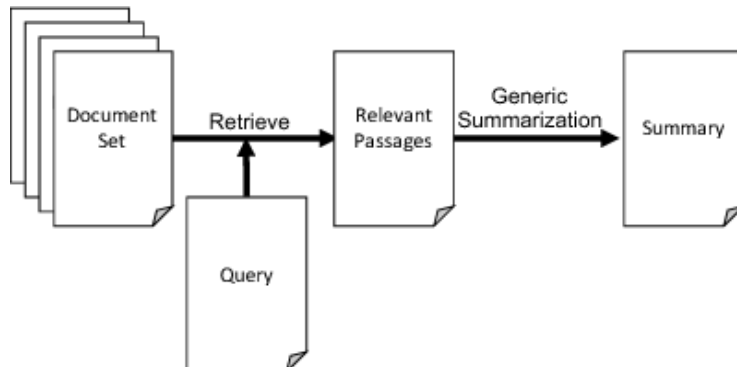 Document
Set
Retrieve
Relevant
Passages
Generic
Summarization
Summary
Query